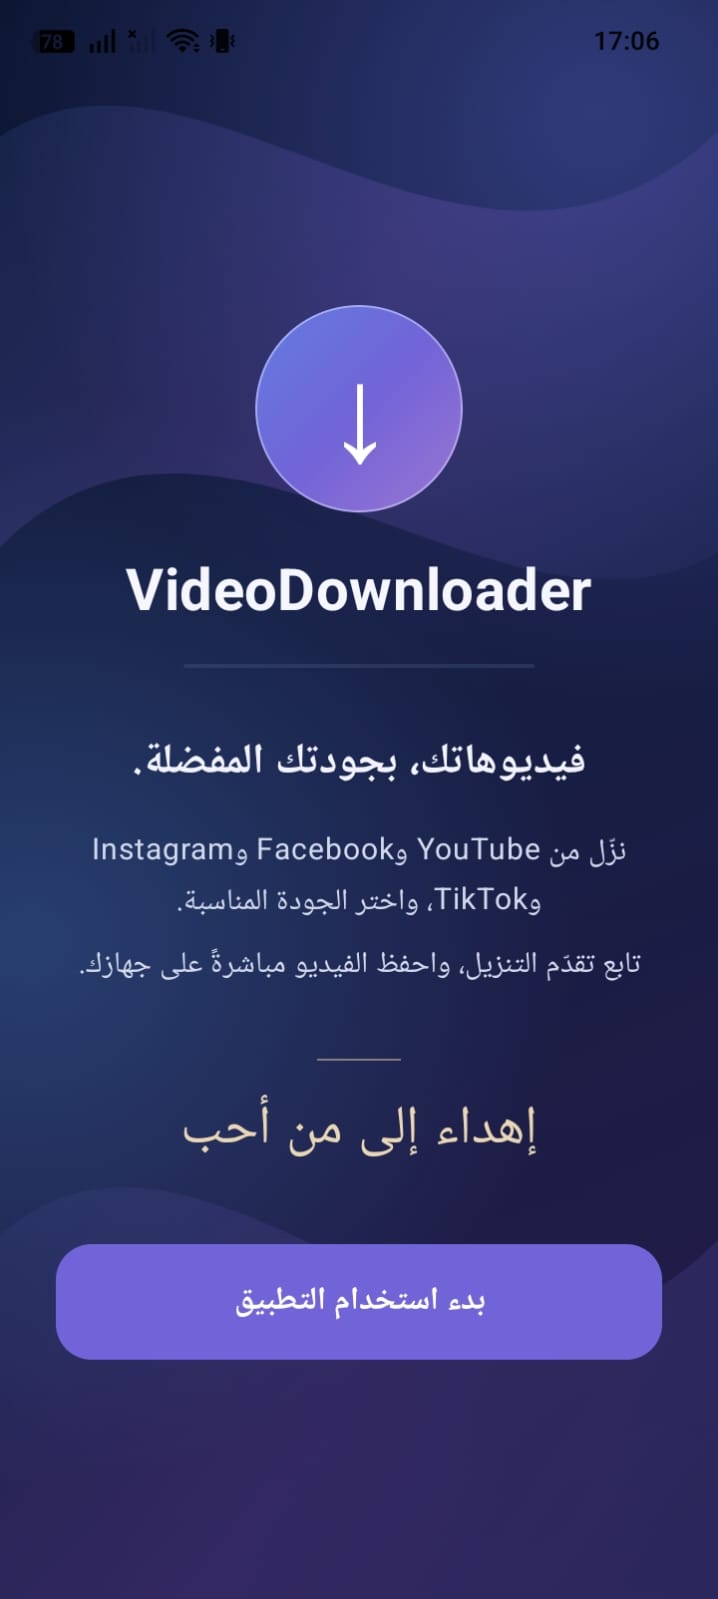 78
17:06
VideoDownloader
فيديوهاتك، بجودتك المفضلة.
نزّل من YouTube وFacebook وInstagram
وTikTok، واختر الجودة المناسبة.
تابع تقدّم التنزيل، واحفظ الفيديو مباشرةً على جهازك.
إهداء إلى من أحب
بدء استخدام التطبيق